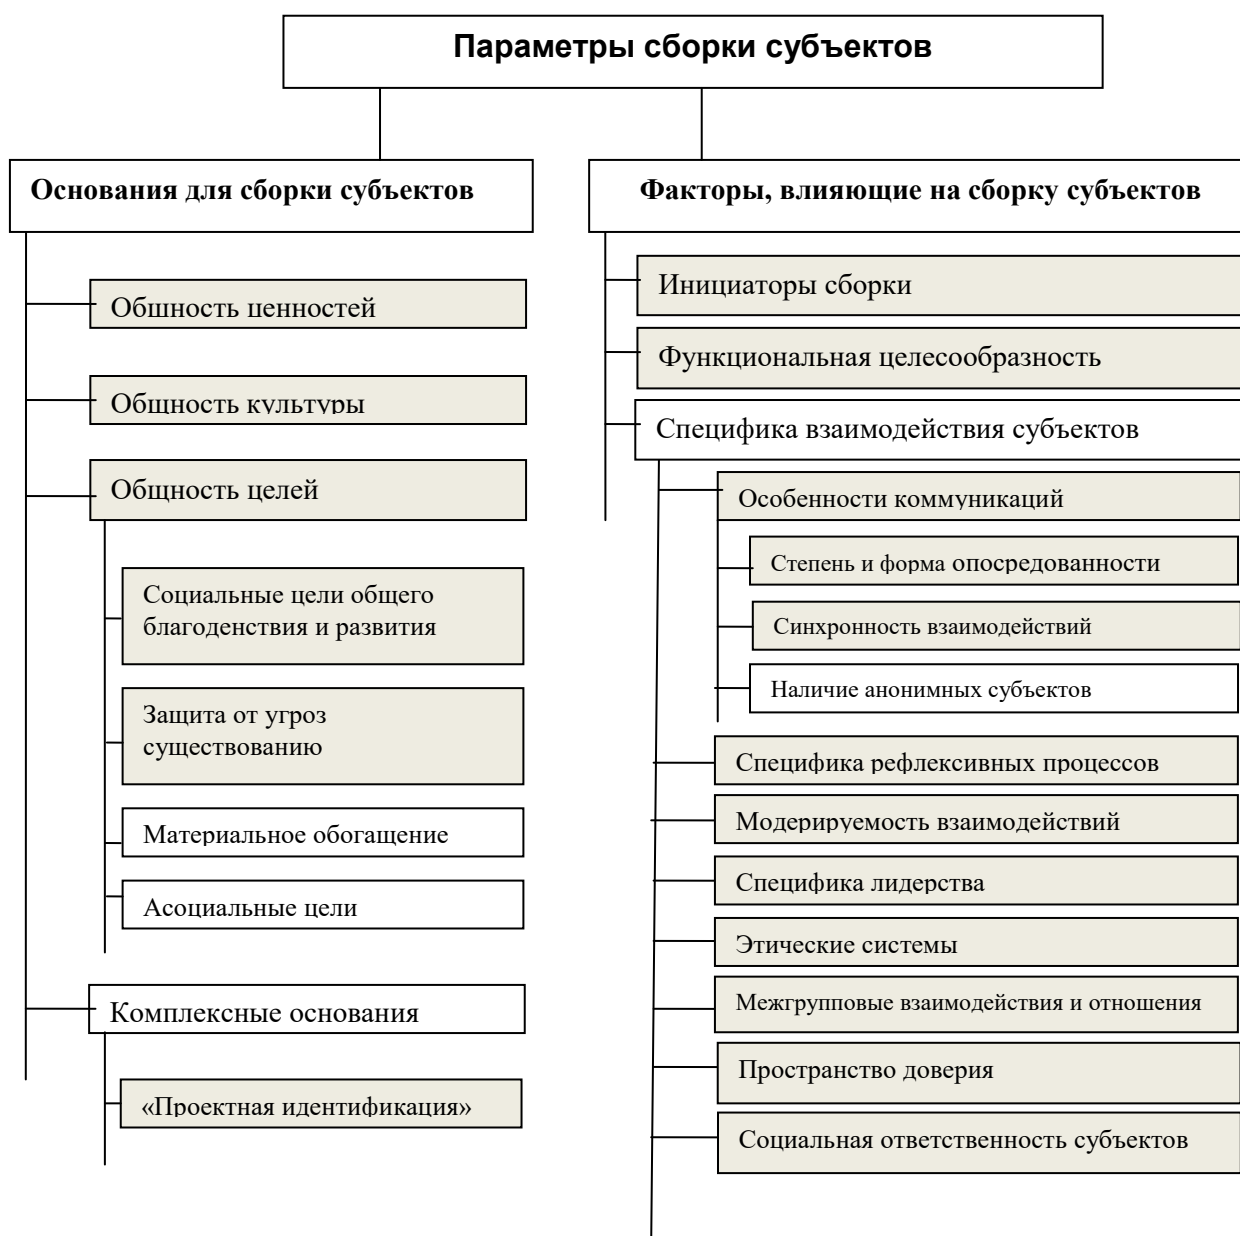 Параметры сборки субъектов
Основания для сборки субъектов
Общность ценностей
Общность культуры
Общность целей
Социальные цели общего
благоденствия и развития
Защита от угроз
существованию
Материальное обогащение
Асоциальные цели
Комплексные основания
«Проектная идентификация»
Факторы, влияющие на сборку субъектов
Инициаторы сборки
Функциональная целесообразность
Специфика взаимодействия субъектов
Особенности коммуникаций
Степень и форма опосредованности
Синхронность взаимодействий
Наличие анонимных субъектов
Специфика рефлексивных процессов
Модерируемость взаимодействий
Специфика лидерства
Этические системы
Межгрупповые взаимодействия и отношения
Пространство доверия
Социальная ответственность субъектов